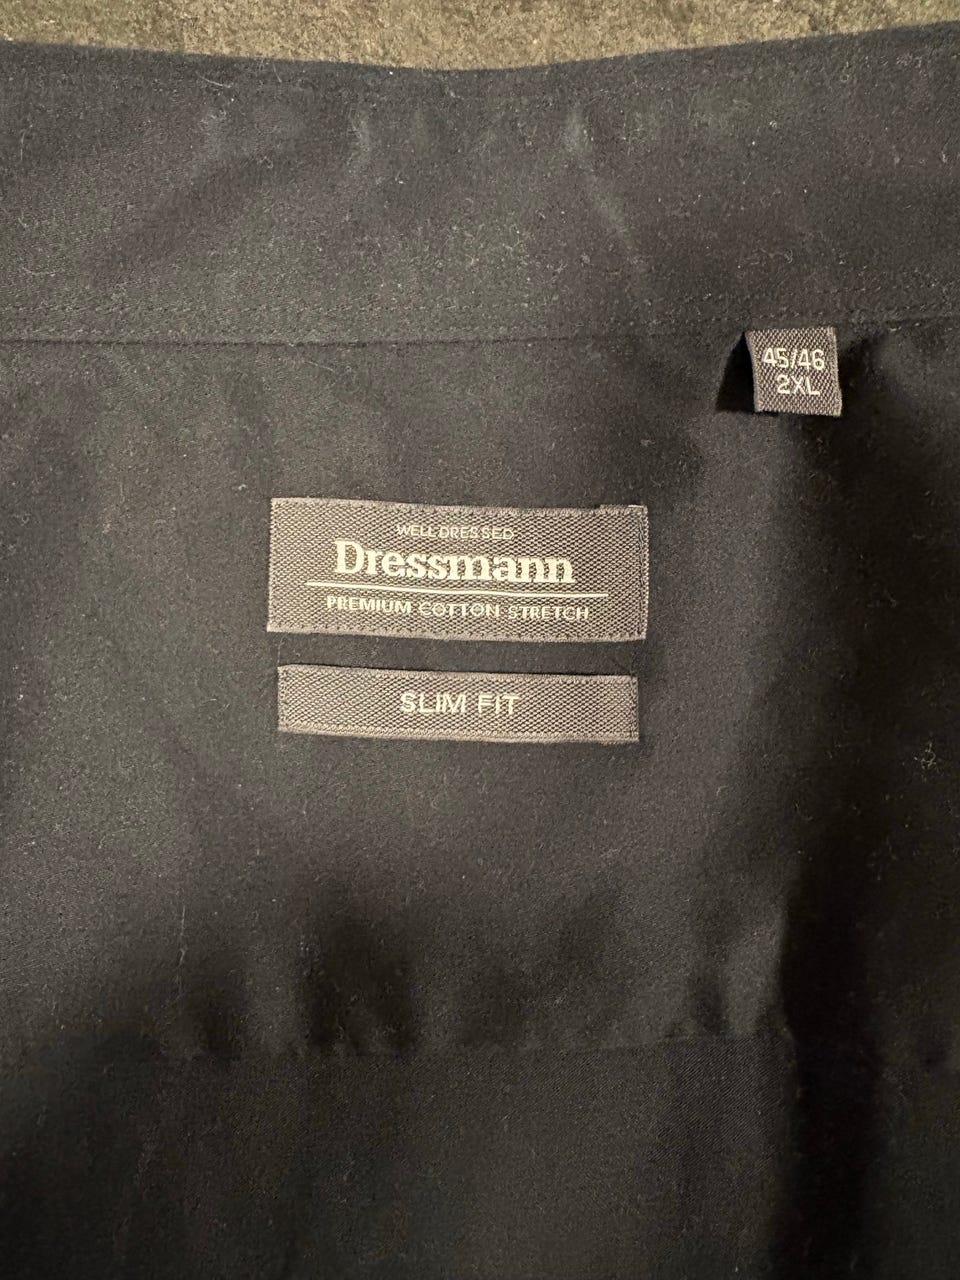 45/46
2XL
WELL DRESSED
Dressmann
PREMIUM COTTON STRETCH
SLIM FIT